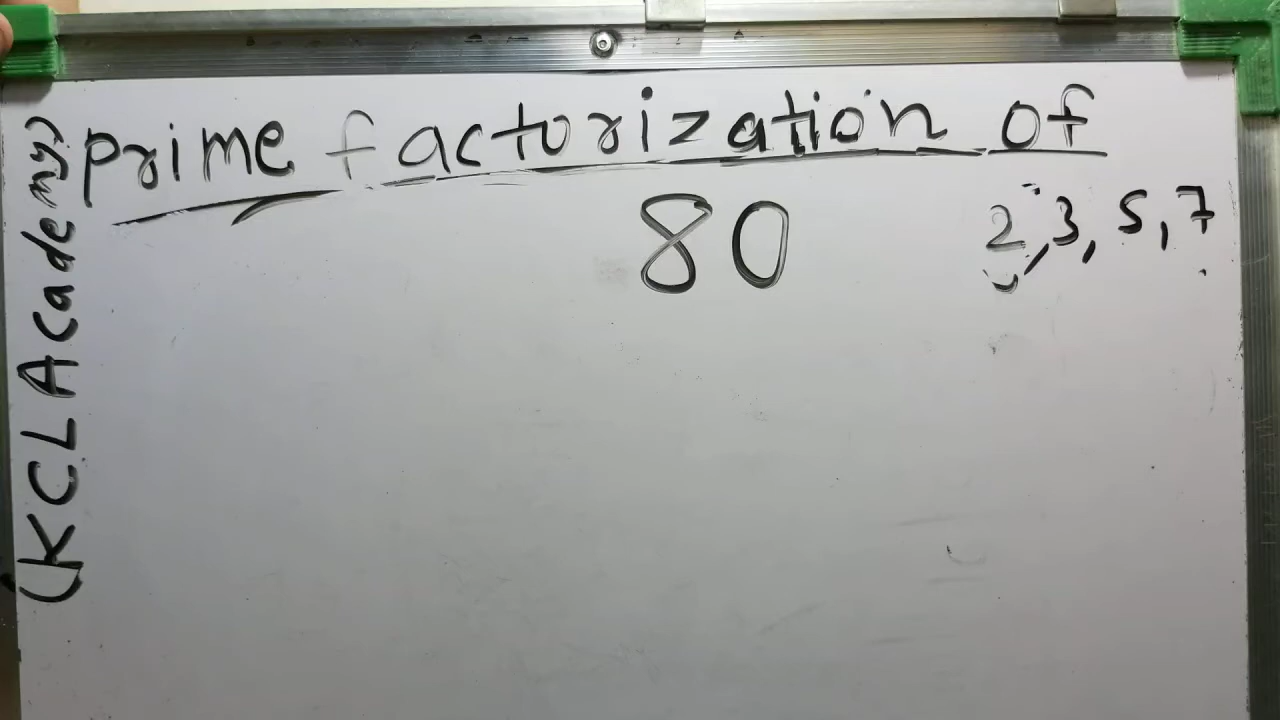 prime factorization of
80
2, 3, 5, 7
(KCL Academy)